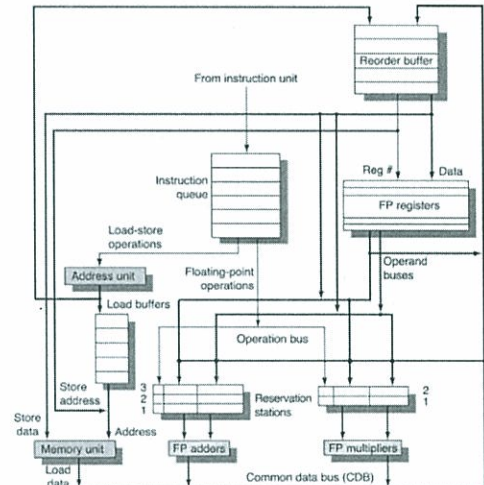 Reorder buffer
From instruction unit
Reg #
Data
Instruction
queue
FP registers
Load-store
operations
Operand
buses
Floating-point
operations
Address unit
Load buffers
Operation bus
Store
address
3
2
1
Reservation
stations
2
1
Store
data
Address
Memory unit
FP adders
FP multipliers
Load
data
Common data bus (CDB)